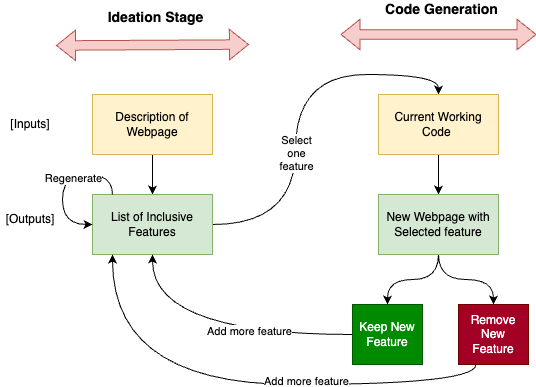 Ideation Stage
Code Generation
[Inputs]
Description of
Webpage
Current Working
Code
Select
one
feature
Regenerate
[Outputs]
List of Inclusive
Features
New Webpage with
Selected feature
Add more feature
Keep New
Feature
Remove
New
Feature
Add more feature